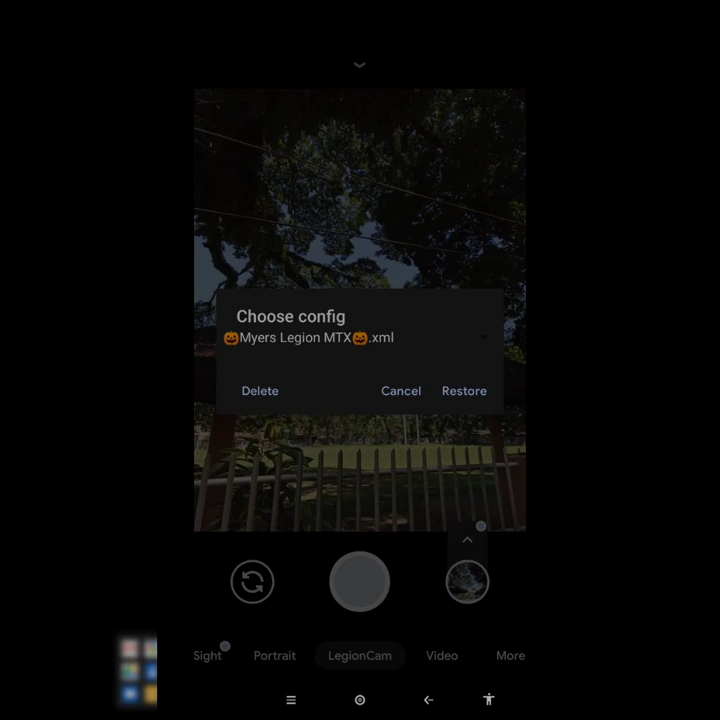 Choose config
🎃Myers Legion MTX🎃.xml
Delete Cancel Restore
Sight Portrait LegionCam Video More